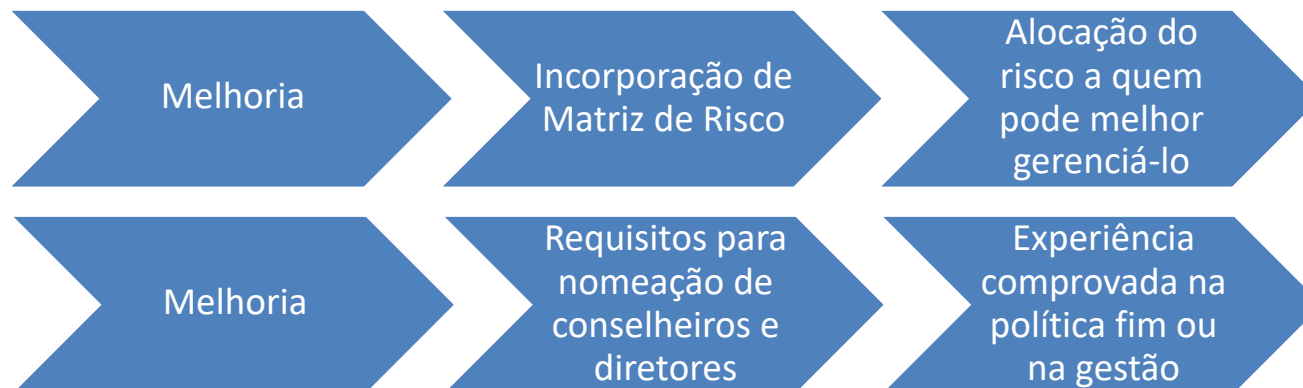 Melhoria
Incorporação de
Matriz de Risco
Alocação do
risco a quem
pode melhor
gerenciá-lo
Melhoria
Requisitos para
nomeação de
conselheiros e
diretores
Experiência
comprovada na
política fim ou
na gestão